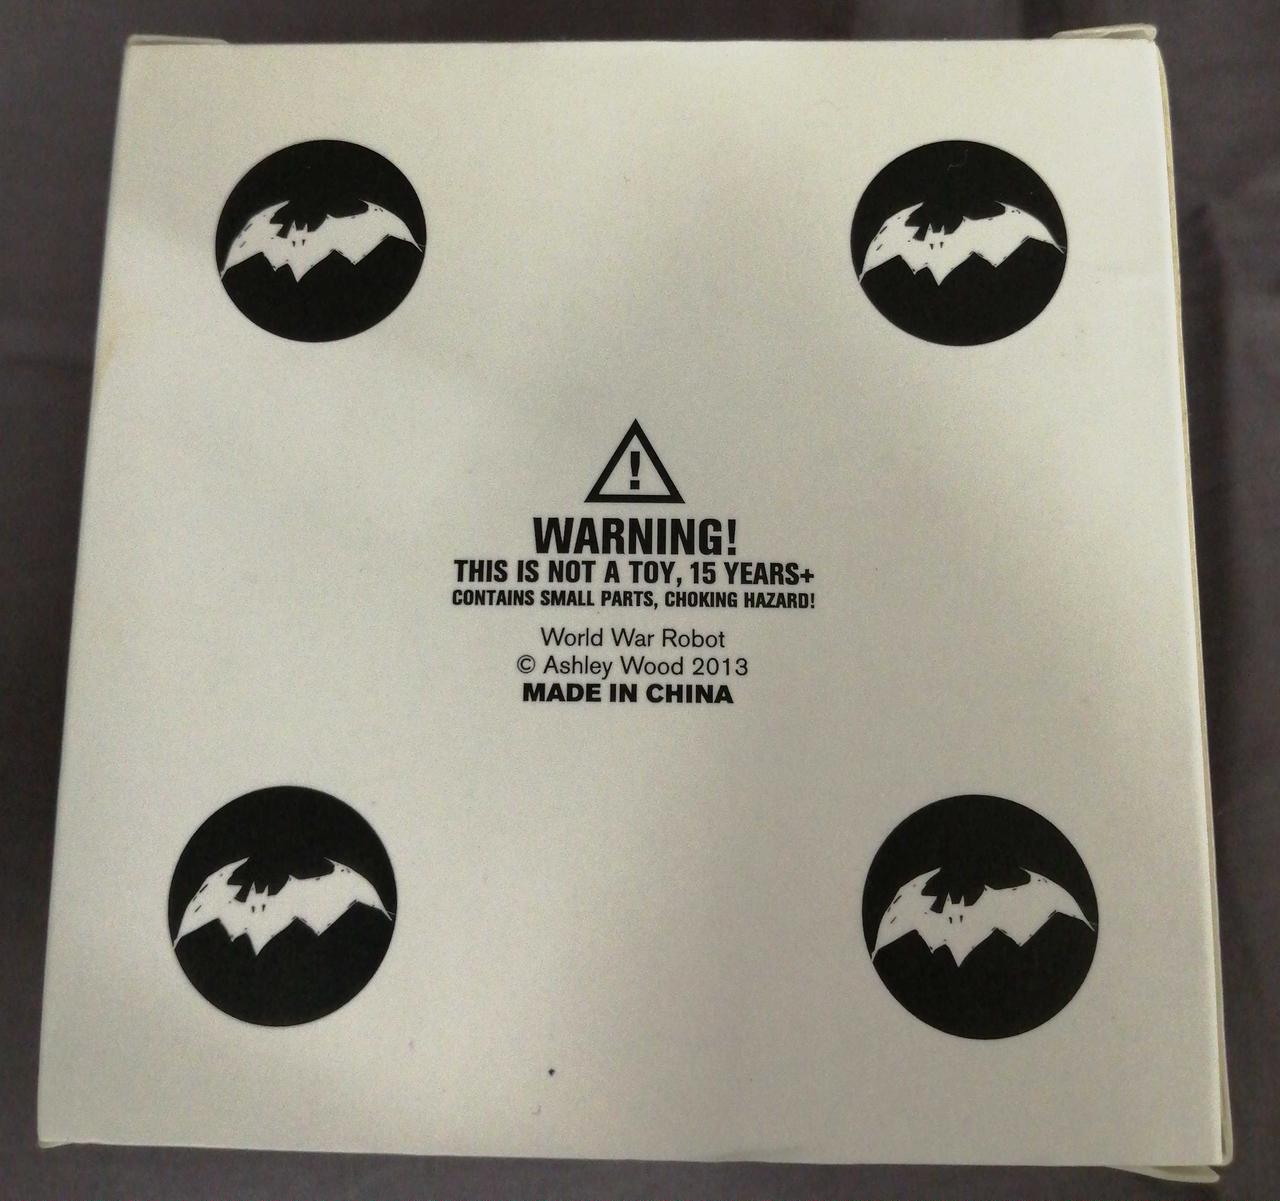 !
WARNING!
THIS IS NOT A TOY, 15 YEARS+
CONTAINS SMALL PARTS, CHOKING HAZARD!
World War Robot
© Ashley Wood 2013
MADE IN CHINA